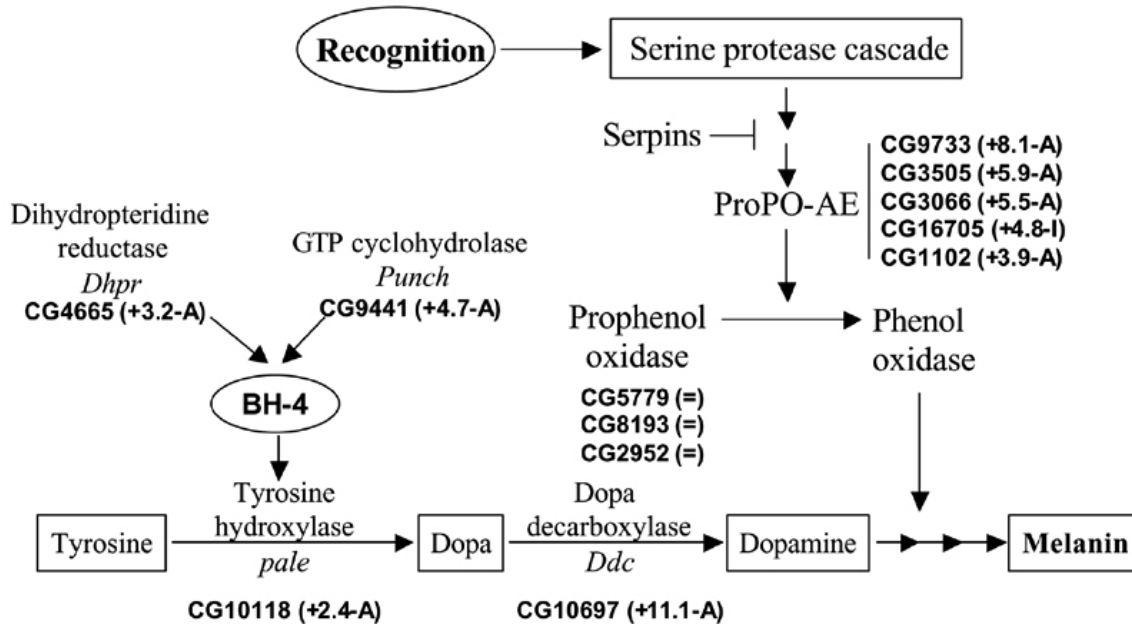 Recognition
Serine protease cascade
Serpins
ProPO-AE
CG9733 (+8.1-A)
CG3505 (+5.9-A)
CG3066 (+5.5-A)
CG16705 (+4.8-I)
CG1102 (+3.9-A)
Dihydropteridine
reductase
Dhpr
CG4665 (+3.2-A)
GTP cyclohydrolase
Punch
CG9441 (+4.7-A)
Prophenol
oxidase
CG5779 (=)
CG8193 (=)
CG2952 (=)
Phenol
oxidase
BH-4
Tyrosine
Tyrosine
hydroxylase
pale
CG10118 (+2.4-A)
Dopa
Dopa
decarboxylase
Ddc
CG10697 (+11.1-A)
Dopamine
Melanin